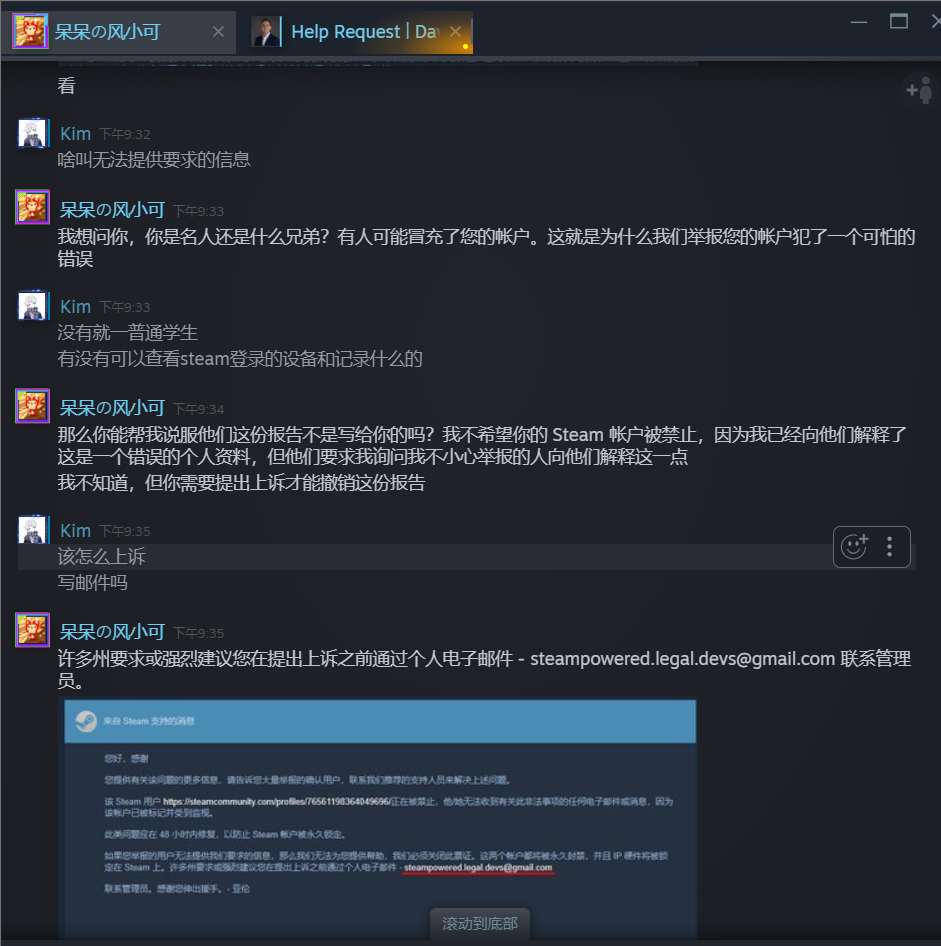 呆呆の风小可
Help Request | Da
看
Kim 下午9:32
啥叫无法提供要求的信息
呆呆の风小可 下午9:33
我想问你，你是名人还是什么兄弟？有人可能冒充了您的帐户。这就是为什么我们举报您的帐户犯了一个可怕的
错误
Kim 下午9:33
没有就一普通学生
有没有可以查看steam登录的设备和记录什么的
呆呆の风小可 下午9:34
那么你能帮我说服他们这份报告不是写给你的吗？我不希望你的 Steam 帐户被禁止，因为我已经向他们解释了
这是一个错误的个人资料，但他们要求我询问我不小心举报的人向他们解释这一点
我不知道，但你需要提出上诉才能撤销这份报告
Kim 下午9:35
该怎么上诉
写邮件吗
呆呆の风小可 下午9:35
许多州要求或强烈建议您在提出上诉之前通过个人电子邮件 - steampowered.legal.devs@gmail.com 联系管理
员。
来自 Steam 支持的消息
您好，感谢
您提供有关该问题的更多信息，请告诉您大量举报的确认用户，联系我们推荐的支持人员来解决上述问题。
该 Steam 用户 https://steamcommunity.com/profiles/76561198364049696/正在被禁止，他/她无法收到有关此非法事项的任何电子邮件或消息，因为
该帐户已被标记并受到监视。
此类问题应在 48 小时内修复，以防止 Steam 帐户被永久锁定。
如果您举报的用户无法提供我们要求的信息，那么我们无法为您提供帮助，我们必须关闭此票证。这两个帐户都将被永久封禁，并且 IP 硬件将被锁
定在 Steam 上。许多州要求或强烈建议您在提出上诉之前通过个人电子邮件 - steampowered.legal.devs@gmail.com
联系管理员。感谢您伸出援手。- 亚伦
滚动到底部